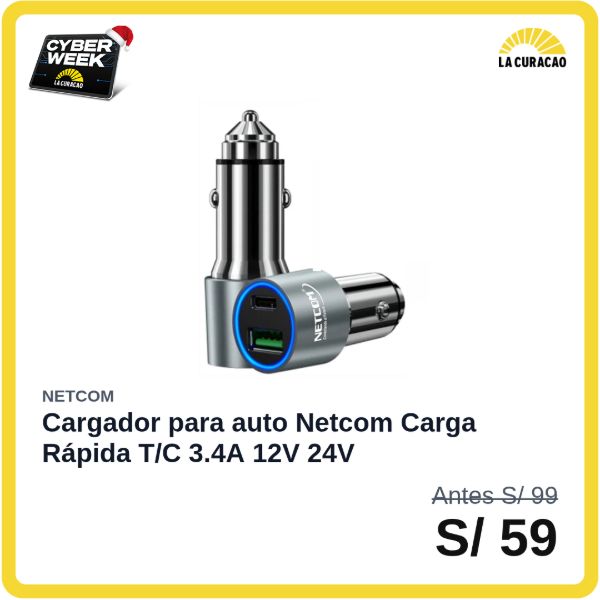 CYBER
WEEK
LA CURACAO
LA CURACAO
NETCOM
NETCOM
Cargador para auto Netcom Carga
Rápida T/C 3.4A 12V 24V
Antes S/ 99
S/ 59